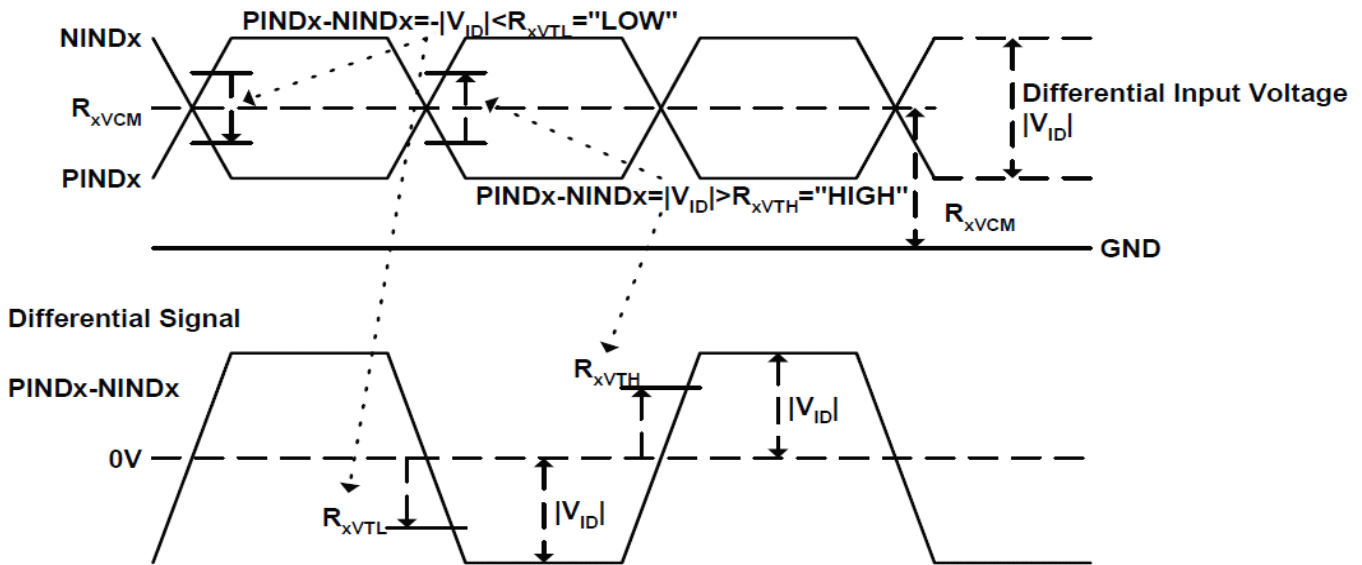 PINDx-NINDx=-|VID|<RxVTL="LOW"
NINDx
RxVCM
Differential Input Voltage
|VID|
PINDx
PINDx-NINDx=|VID|>RxVTH="HIGH"
RxVCM
GND
Differential Signal
RxVTH
PINDx-NINDx
|VID|
0V
RxVTL
|VID|